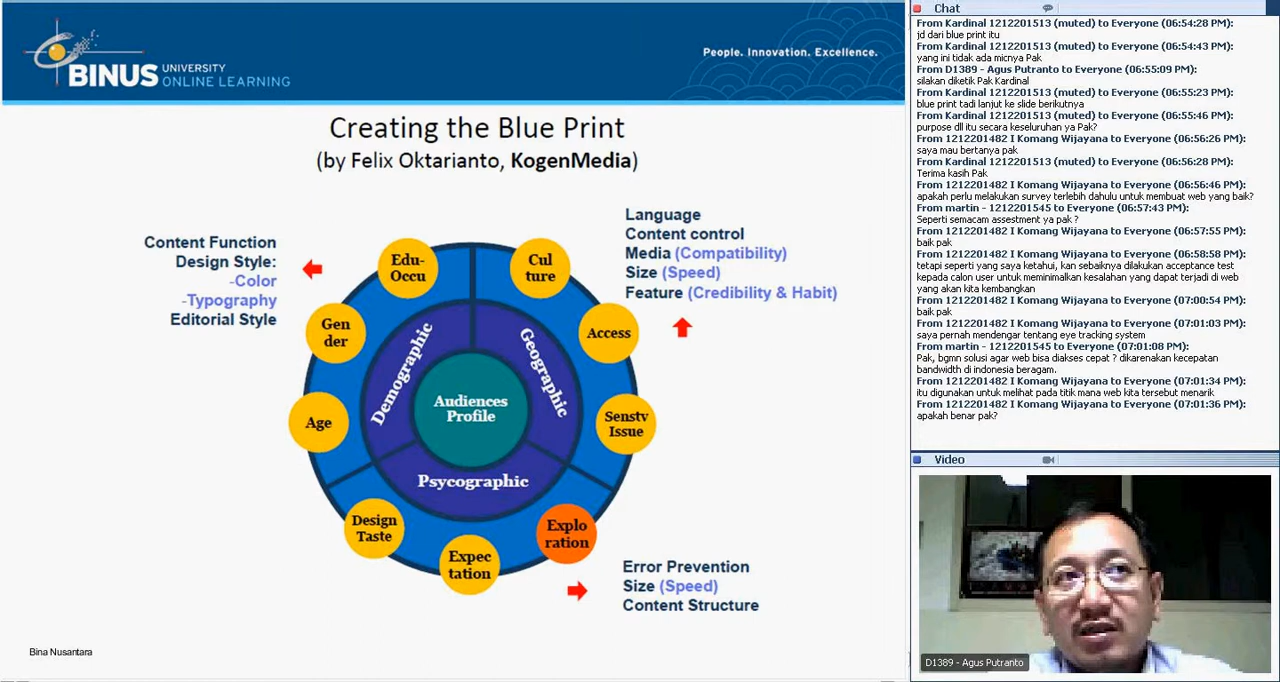 BINUS UNIVERSITY
ONLINE LEARNING
People. Innovation. Excellence.
Creating the Blue Print
(by Felix Oktarianto, KogenMedia)
Content Function
Design Style:
-Color
-Typography
Editorial Style
Language
Content control
Media (Compatibility)
Size (Speed)
Feature (Credibility & Habit)
Edu-
Occu
Cul
ture
Gen
der
Access
Age
Senstv
Issue
Design
Taste
Expec
tation
Explo
ration
Demographic
Geographic
Psycographic
Audiences
Profile
Error Prevention
Size (Speed)
Content Structure
Bina Nusantara
Chat
From Kardinal 1212201513 (muted) to Everyone (06:54:28 PM):
jd dari blue print itu
From Kardinal 1212201513 (muted) to Everyone (06:54:43 PM):
yang ini tidak ada micnya Pak
From D1389 - Agus Putranto to Everyone (06:55:09 PM):
silakan diketik Pak Kardinal
From Kardinal 1212201513 (muted) to Everyone (06:55:23 PM):
blue print tadi lanjut ke slide berikutnya
From Kardinal 1212201513 (muted) to Everyone (06:55:46 PM):
purpose dll itu secara keseluruhan ya Pak?
From 1212201482 I Komang Wijayana to Everyone (06:56:26 PM):
saya mau bertanya pak
From Kardinal 1212201513 (muted) to Everyone (06:56:28 PM):
Terima kasih Pak
From 1212201482 I Komang Wijayana to Everyone (06:56:46 PM):
apakah perlu melakukan survey terlebih dahulu untuk membuat web yang baik?
From martin - 1212201545 to Everyone (06:57:43 PM):
Seperti semacam assestment ya pak ?
From 1212201482 I Komang Wijayana to Everyone (06:57:55 PM):
baik pak
From 1212201482 I Komang Wijayana to Everyone (06:58:58 PM):
tetapi seperti yang saya ketahui, kan sebaiknya dilakukan acceptance test
kepada calon user untuk meminimalkan kesalahan yang dapat terjadi di web
yang akan kita kembangkan
From 1212201482 I Komang Wijayana to Everyone (07:00:54 PM):
baik pak
From 1212201482 I Komang Wijayana to Everyone (07:01:03 PM):
saya pernah mendengar tentang eye tracking system
From martin - 1212201545 to Everyone (07:01:08 PM):
Pak, bgmn solusi agar web bisa diakses cepat ? dikarenakan kecepatan
bandwidth di indonesia beragam.
From 1212201482 I Komang Wijayana to Everyone (07:01:34 PM):
itu digunakan untuk melihat pada titik mana web kita tersebut menarik
From 1212201482 I Komang Wijayana to Everyone (07:01:36 PM):
apakah benar pak?
Video
D1389 - Agus Putranto